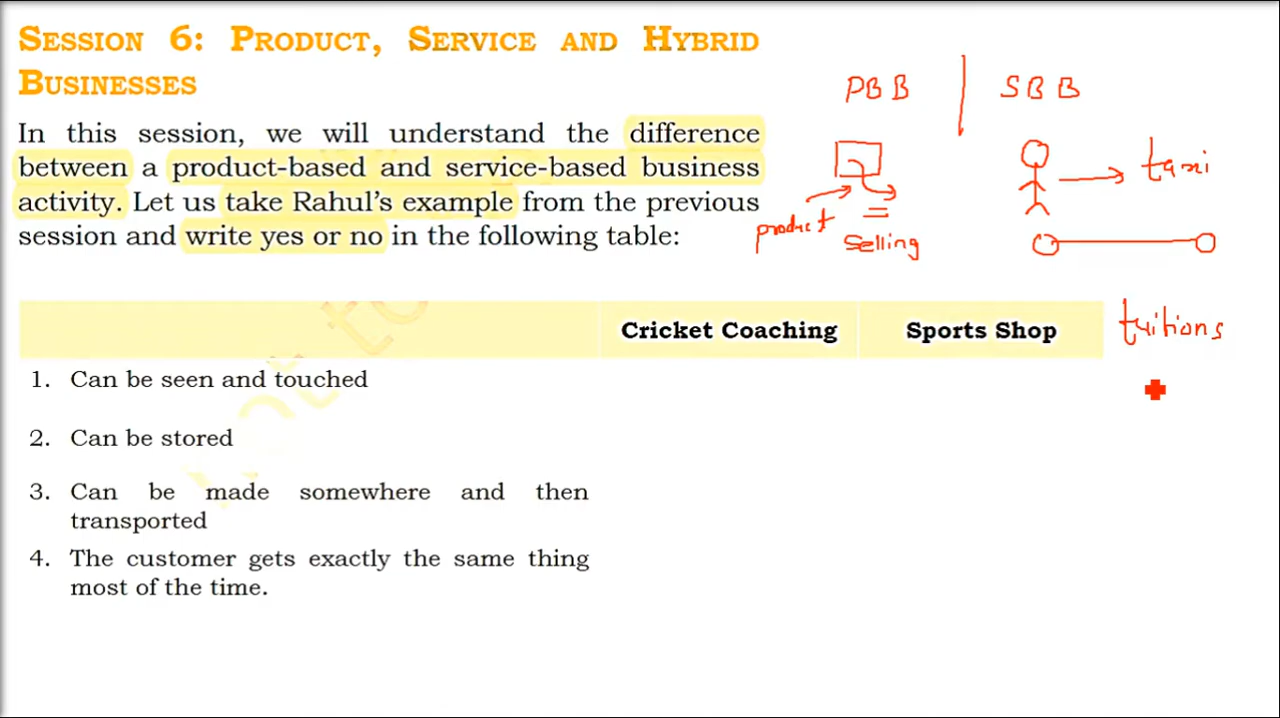 SESSION 6: PRODUCT, SERVICE AND HYBRID
BUSINESSES
In this session, we will understand the difference
between a product-based and service-based business
activity. Let us take Rahul's example from the previous
session and write yes or no in the following table:
PBB | SBB
taxi
product
selling
Cricket Coaching Sports Shop
tuitions
1. Can be seen and touched
2. Can be stored
3. Can be made somewhere and then
transported
4. The customer gets exactly the same thing
most of the time.